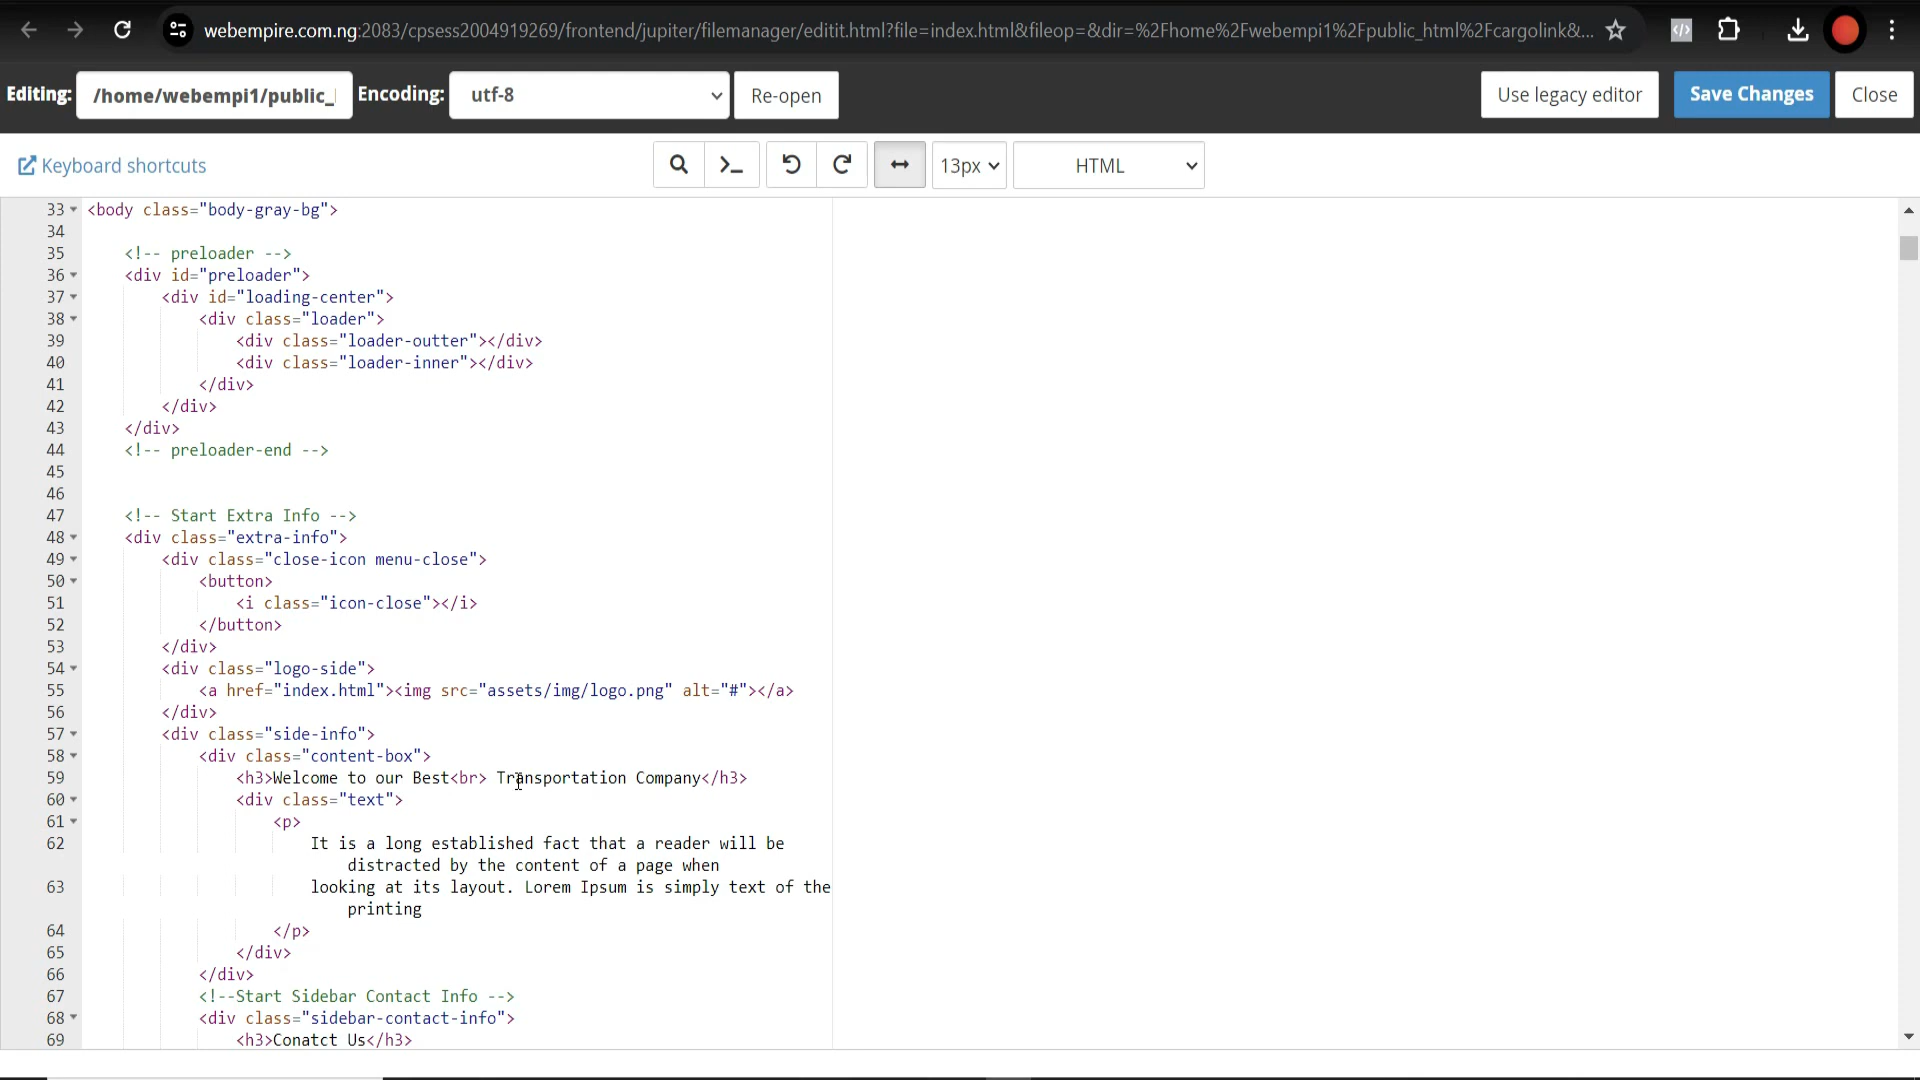 webempire.com.ng:2083/cpsess2004919269/frontend/jupiter/filemanager/editit.html?file=index.html&fileop=&dir=%2Fhome%2Fwebempi1%2Fpublic_html%2Fcargolink&...
Editing: /home/webempi1/public_ Encoding: utf-8 Re-open Use legacy editor Save Changes Close
Keyboard shortcuts 13px HTML
33 <body class="body-gray-bg">
34
35 <!-- preloader -->
36 <div id="preloader">
37 <div id="loading-center">
38 <div class="loader">
39 <div class="loader-outter"></div>
40 <div class="loader-inner"></div>
41 </div>
42 </div>
43 </div>
44 <!-- preloader-end -->
45
46
47 <!-- Start Extra Info -->
48 <div class="extra-info">
49 <div class="close-icon menu-close">
50 <button>
51 <i class="icon-close"></i>
52 </button>
53 </div>
54 <div class="logo-side">
55 <a href="index.html"><img src="assets/img/logo.png" alt="#"></a>
56 </div>
57 <div class="side-info">
58 <div class="content-box">
59 <h3>Welcome to our Best<br> Transportation Company</h3>
60 <div class="text">
61 <p>
62 It is a long established fact that a reader will be
distracted by the content of a page when
63 looking at its layout. Lorem Ipsum is simply text of the
printing
64 </p>
65 </div>
66 </div>
67 <!--Start Sidebar Contact Info -->
68 <div class="sidebar-contact-info">
69 <h3>Conatct Us</h3>